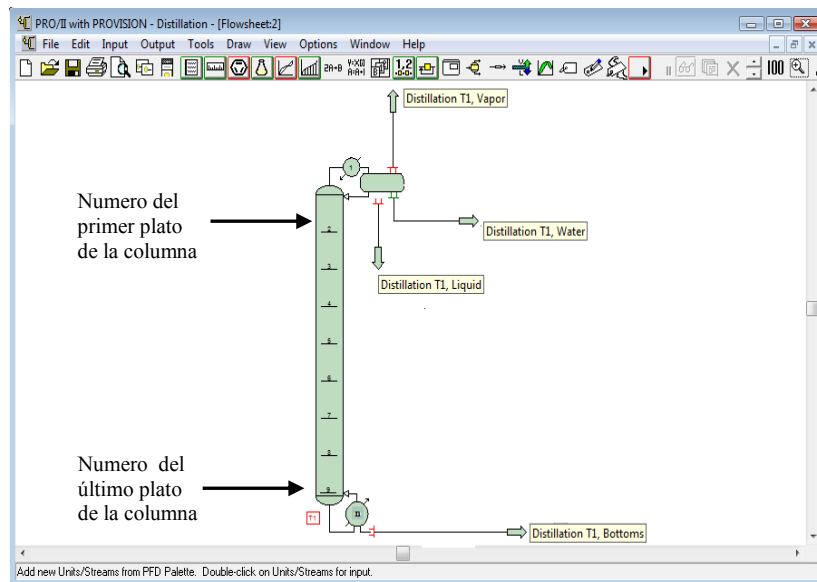 PRO/II with PROVISION - Distillation - [Flowsheet:2]
File Edit Input Output Tools Draw View Options Window Help
100
Distillation T1, Vapor
1
Numero del
primer plato
de la columna
2
Distillation T1, Water
3
Distillation T1, Liquid
4
5
6
7
8
Numero del
último plato
de la columna
9
n
T1
Distillation T1, Bottoms
Add new Units/Streams from PFD Palette. Double-click on Units/Streams for input.